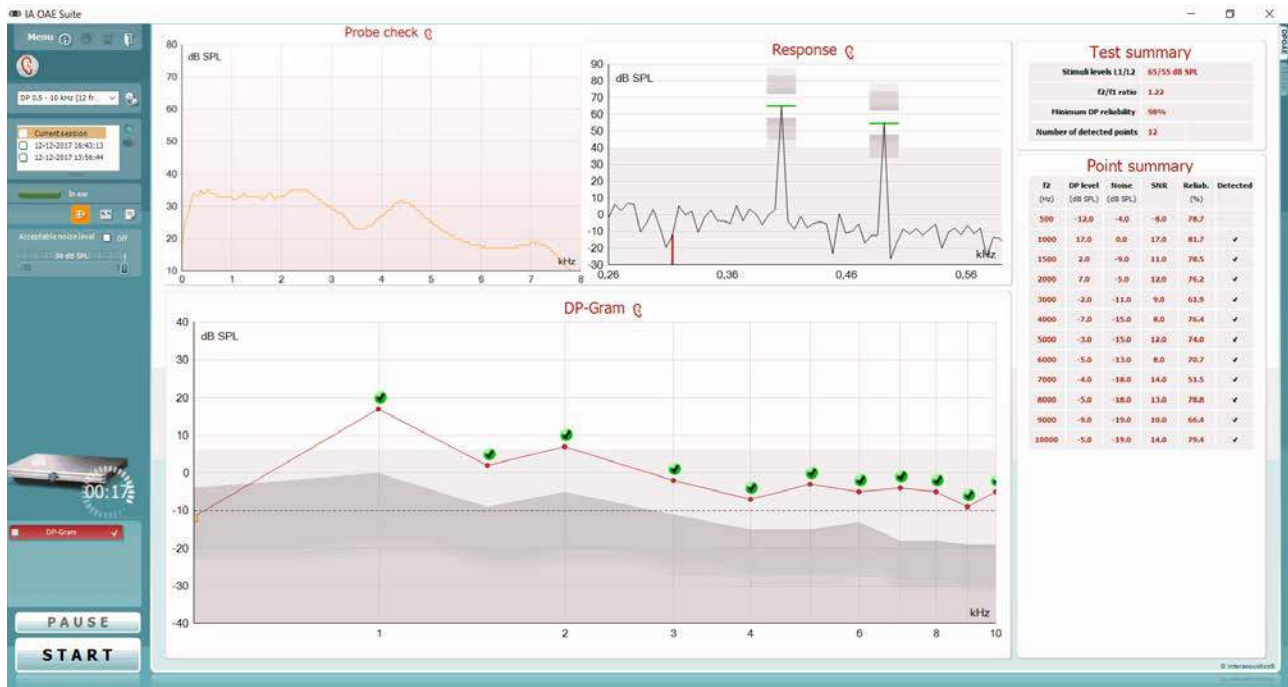 IA OAE Suite
Menu
DP 0.5 - 10 kHz (12 fr...
Current session
12-12-2017 16:43:13
12-12-2017 13:56:44
In ear
Acceptable noise level Off
30 dB SPL
00:17
DP-Gram
PAUSE
START
Probe check
dB SPL
80
70
60
50
40
30
20
10
0 1 2 3 4 5 6 7 8
kHz
Response
dB SPL
90
80
70
60
50
40
30
20
10
0
-10
-20
-30
0,26 0,36 0,46 0,56
kHz
DP-Gram
dB SPL
40
30
20
10
0
-10
-20
-30
-40
1 2 3 4 6 8 10
kHz
Test summary
Stimuli levels L1/L2 65/55 dB SPL
f2/f1 ratio 1.22
Minimum DP reliability 98%
Number of detected points 12
Point summary
f2 DP level Noise SNR Reliab. Detected
(Hz) (dB SPL) (dB SPL) (%)
500 -12.0 -4.0 -8.0 78.7
1000 17.0 0.0 17.0 81.7 ✔
1500 2.0 -9.0 11.0 78.5 ✔
2000 7.0 -5.0 12.0 76.2 ✔
3000 -2.0 -11.0 9.0 61.9 ✔
4000 -7.0 -15.0 8.0 76.4 ✔
5000 -3.0 -15.0 12.0 74.0 ✔
6000 -5.0 -13.0 8.0 70.7 ✔
7000 -4.0 -18.0 14.0 51.5 ✔
8000 -5.0 -18.0 13.0 78.8 ✔
9000 -9.0 -19.0 10.0 66.4 ✔
10000 -5.0 -19.0 14.0 79.4 ✔
DPOAE
© Interacoustics